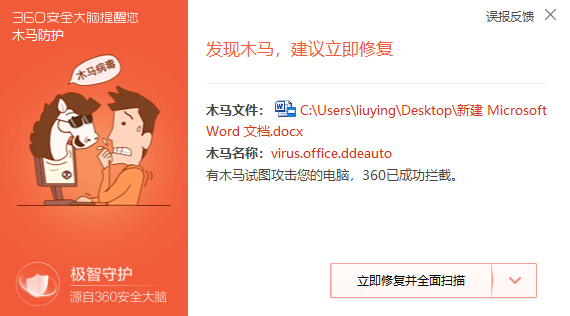 360安全大脑提醒您
木马防护
误报反馈
木马病毒
发现木马，建议立即修复
木马文件： C:\Users\liuying\Desktop\新建 Microsoft
Word 文档.docx
木马名称：virus.office.ddeauto
有木马试图攻击您的电脑，360已成功拦截。
极智守护
源自360安全大脑
立即修复并全面扫描